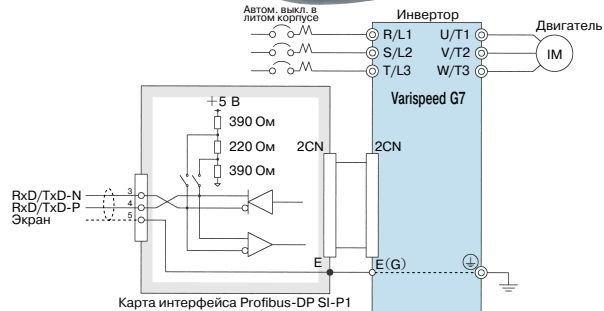 Автом. выкл. в
литом корпусе
Инвертор
Двигатель
R/L1 U/T1
S/L2 V/T2
T/L3 W/T3
IM
Varispeed G7
+5 В
390 Ом
220 Ом
390 Ом
2CN 2CN
RxD/TxD-N 3
RxD/TxD-P 4
Экран 5
E E(G)
Карта интерфейса Profibus-DP SI-P1